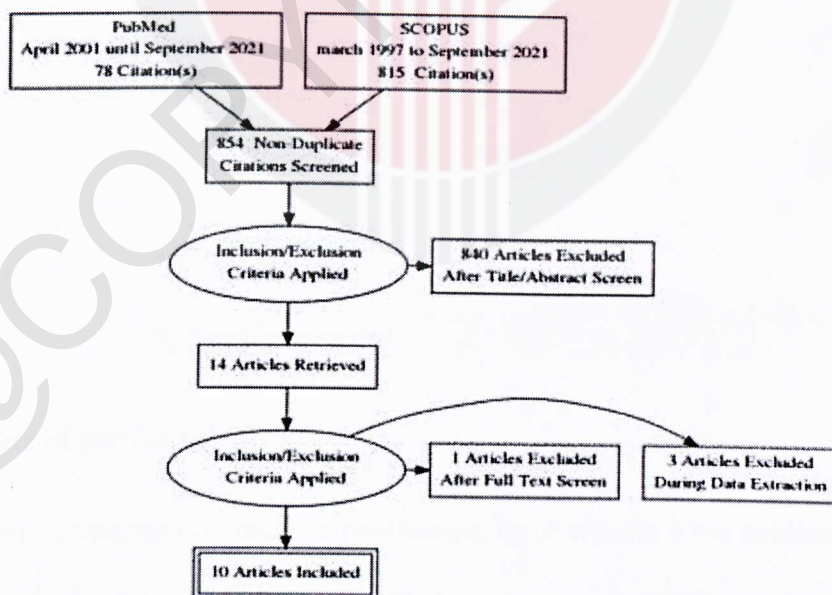 PubMed
April 2001 until September 2021
78 Citation(s)
SCOPUS
march 1997 to September 2021
815 Citation(s)
854 Non-Duplicate
Citations Screened
Inclusion/Exclusion
Criteria Applied
840 Articles Excluded
After Title/Abstract Screen
14 Articles Retrieved
Inclusion/Exclusion
Criteria Applied
1 Articles Excluded
After Full Text Screen
3 Articles Excluded
During Data Extraction
10 Articles Included